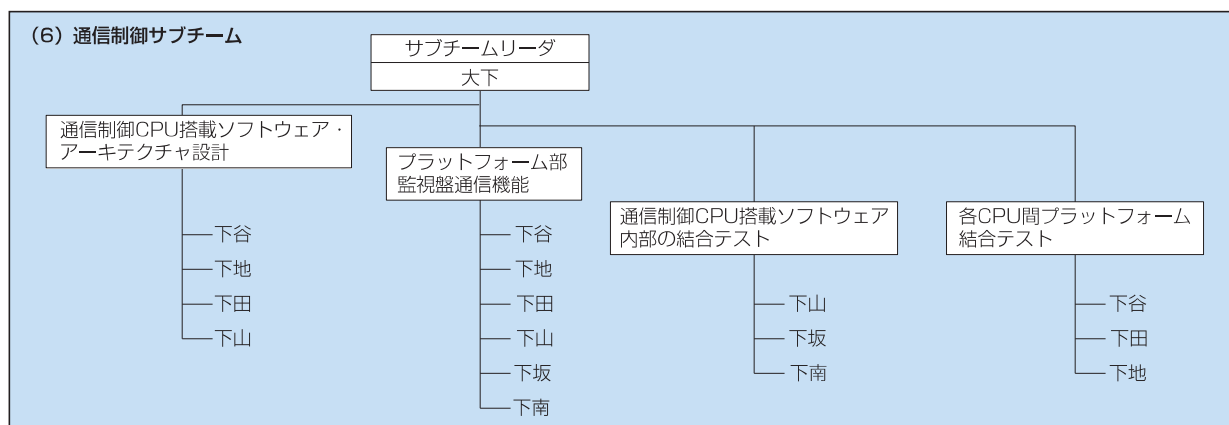 （6）通信制御サブチーム
サブチームリーダ
大下
通信制御CPU搭載ソフトウェア・
アーキテクチャ設計
下谷
下地
下田
下山
プラットフォーム部
監視盤通信機能
下谷
下地
下田
下山
下坂
下南
通信制御CPU搭載ソフトウェア
内部の結合テスト
下山
下坂
下南
各CPU間プラットフォーム
結合テスト
下谷
下田
下地